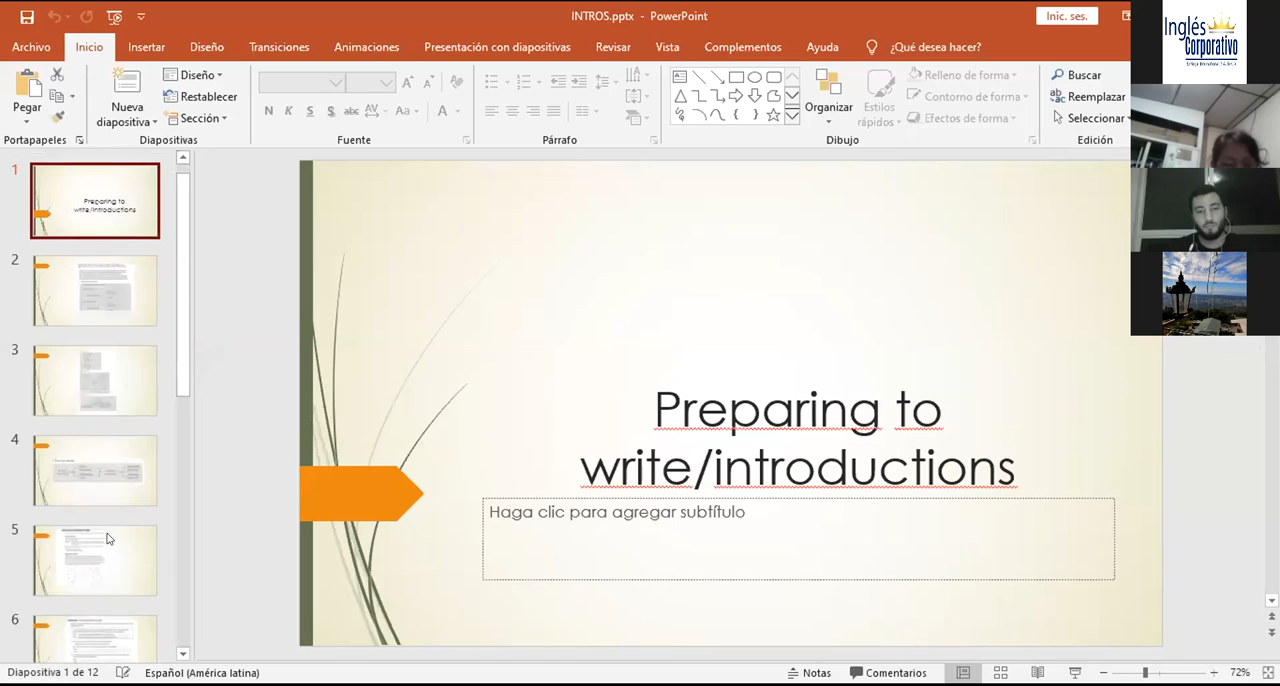 INTROS.pptx - PowerPoint
Inic. ses.
Archivo Inicio Insertar Diseño Transiciones Animaciones Presentación con diapositivas Revisar Vista Complementos Ayuda ¿Qué desea hacer?
Pegar
Nueva diapositiva
Diseño
Restablecer
Sección
N K S S abc AV Aa A
Organizar
Estilos rápidos
Relleno de forma
Contorno de forma
Efectos de forma
Buscar
Reemplazar
Seleccionar
Portapapeles Diapositivas Fuente Párrafo Dibujo Edición
Inglés
Corporativo
1
Preparing to
write/introductions
2
3
4
5
6
Preparing to
write/introductions
Haga clic para agregar subtítulo
Diapositiva 1 de 12 Español (América latina) Notas Comentarios 72%